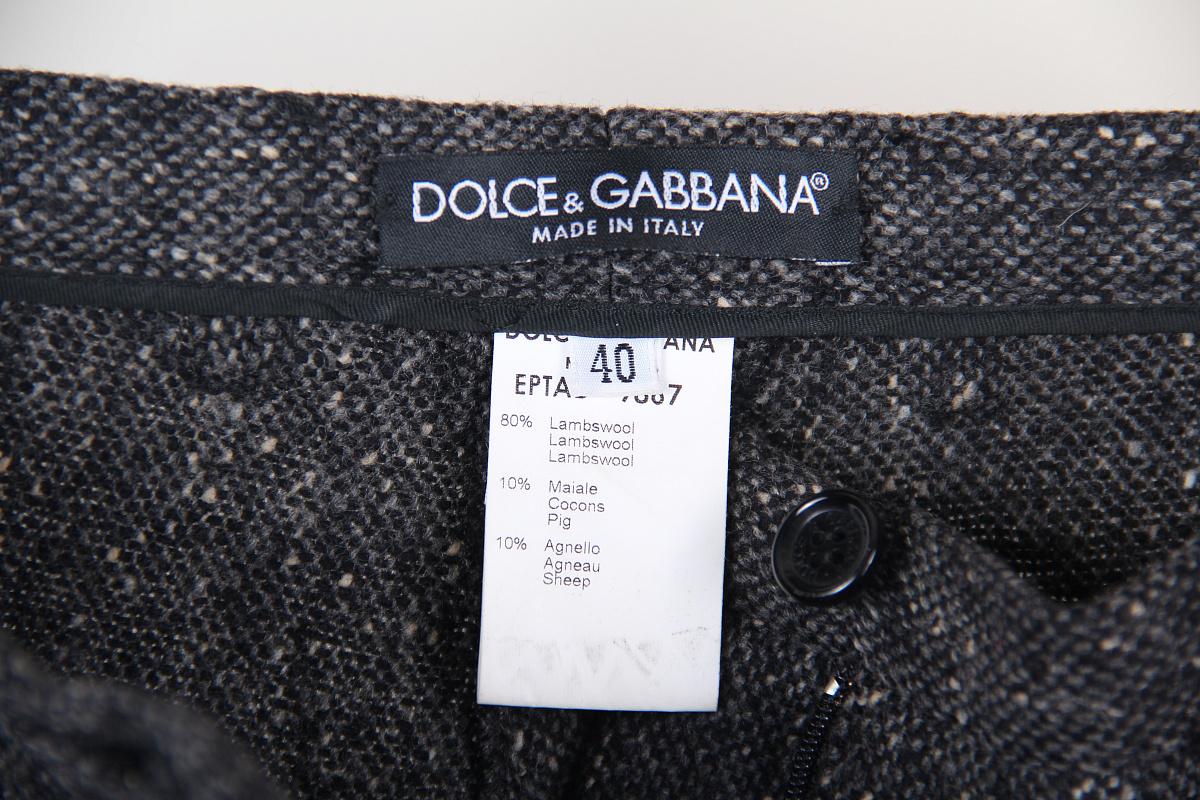 DOLCE & GABBANA®
MADE IN ITALY
40
80% Lambswool
Lambswool
Lambswool
10% Maiale
Cocons
Pig
10% Agnello
Agneau
Sheep